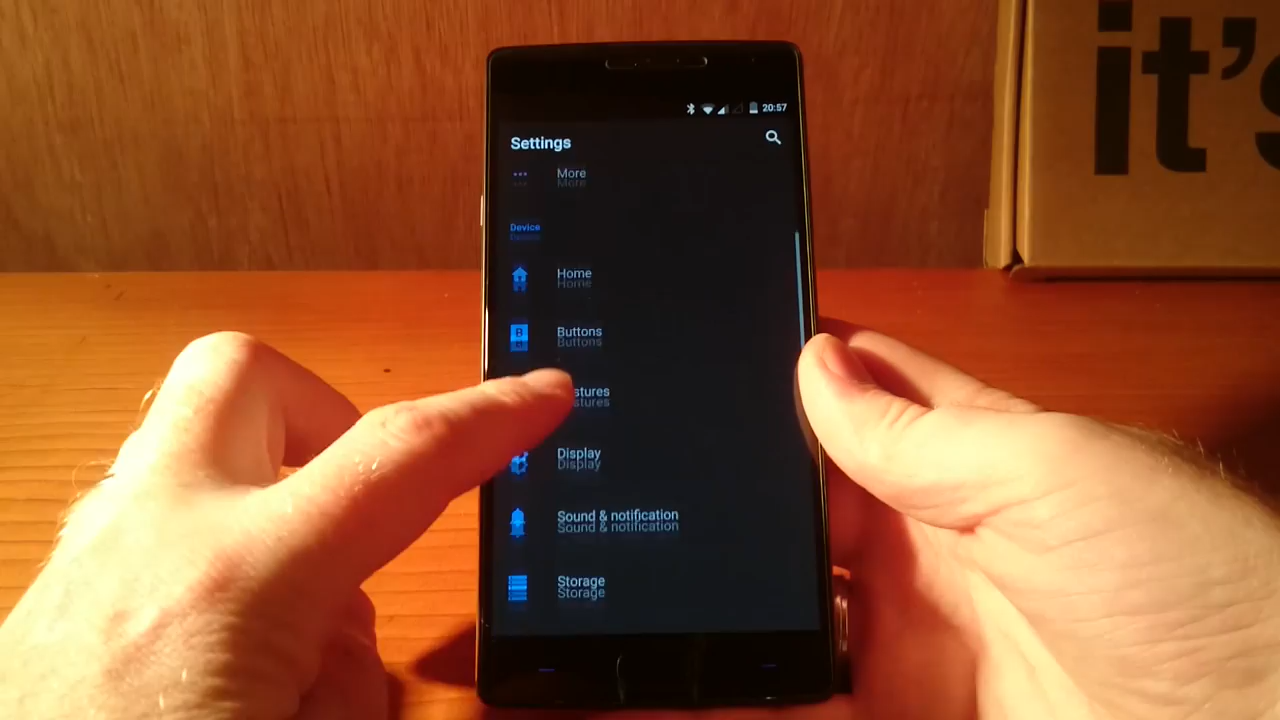 it's
20:57
Settings
More
Device
Home
B
Buttons
stures
Display
Sound & notification
Storage